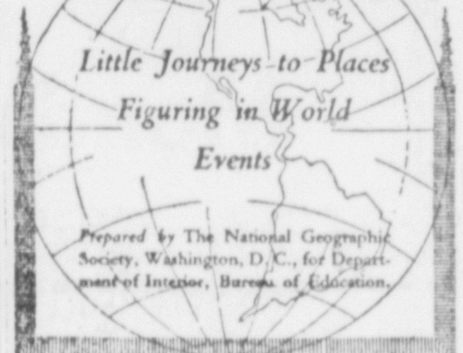 Little Journeys to Places
Figuring in World
Events
Prepared by The National Geographic
Society, Washington, D. C., for Depart-
ment of Interior, Bureau of Education.